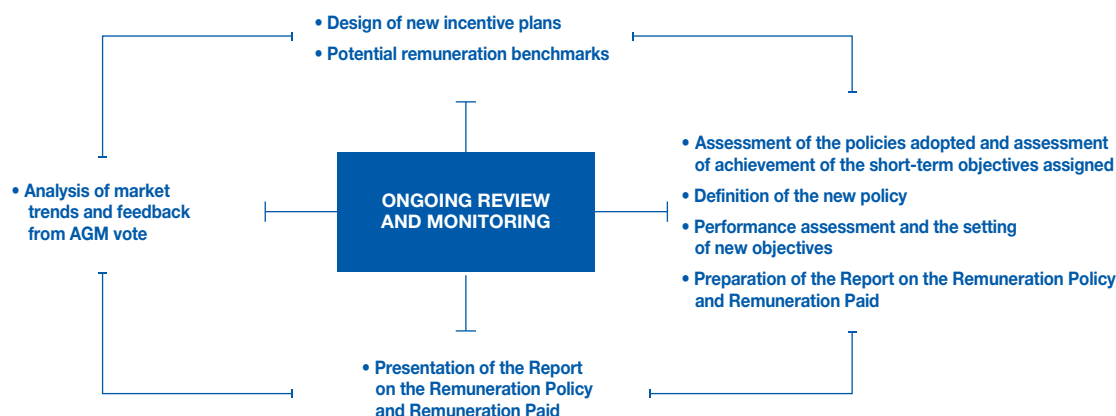 • Design of new incentive plans
• Potential remuneration benchmarks
• Assessment of the policies adopted and assessment
of achievement of the short-term objectives assigned
• Definition of the new policy
• Performance assessment and the setting
of new objectives
• Preparation of the Report on the Remuneration Policy
and Remuneration Paid
ONGOING REVIEW
AND MONITORING
• Analysis of market
trends and feedback
from AGM vote
• Presentation of the Report
on the Remuneration Policy
and Remuneration Paid